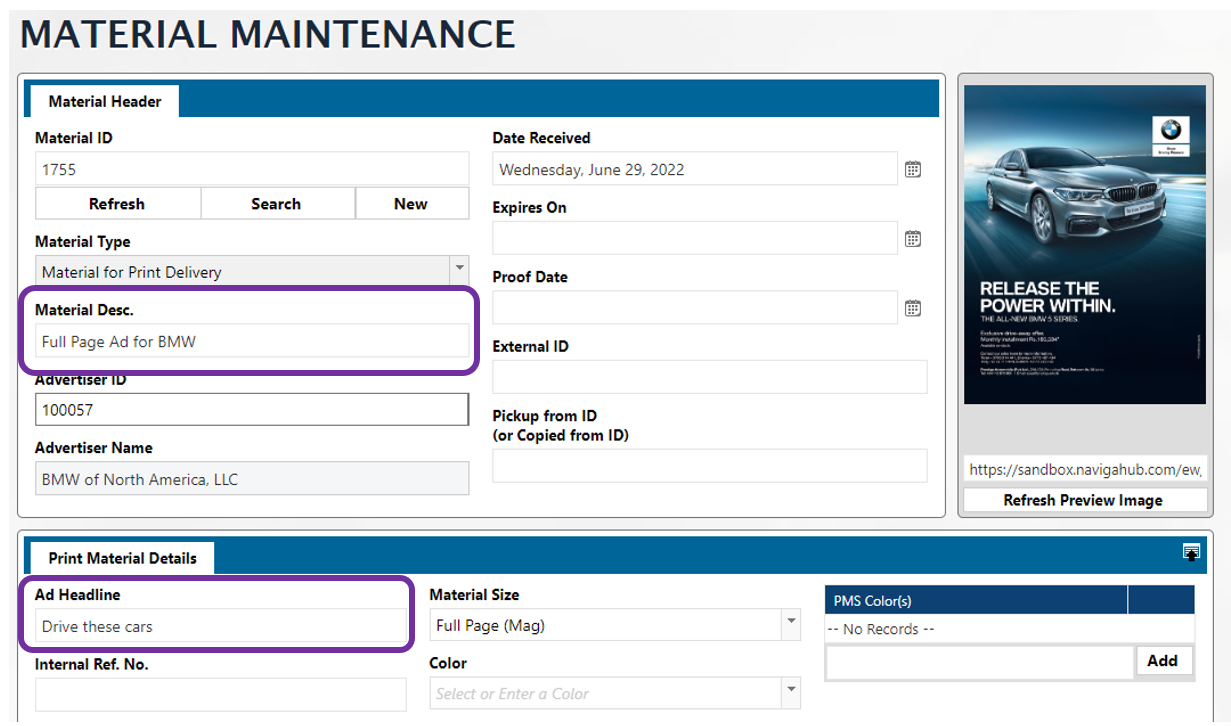 MATERIAL MAINTENANCE
Material Header
Material ID
1755
Refresh Search New
Material Type
Material for Print Delivery
Material Desc.
Full Page Ad for BMW
Advertiser ID
100057
Advertiser Name
BMW of North America, LLC
Date Received
Wednesday, June 29, 2022
Expires On
Proof Date
External ID
Pickup from ID
(or Copied from ID)
BMW
RELEASE THE
POWER WITHIN.
THE ALL-NEW BMW 5 SERIES.
Exclusive drive-away offer.
https://sandbox.navigahub.com/ew,
Refresh Preview Image
Print Material Details
Ad Headline
Drive these cars
Internal Ref. No.
Material Size
Full Page (Mag)
Color
Select or Enter a Color
PMS Color(s)
-- No Records --
Add